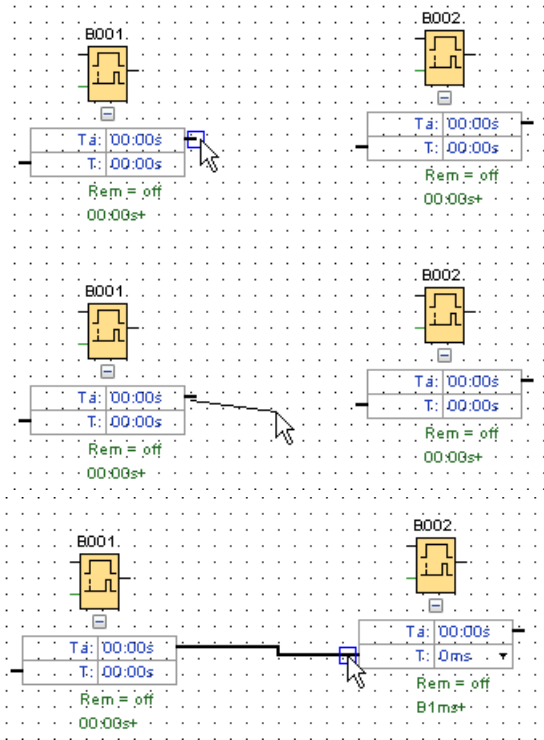 B001
Ta: 00:00s
T: 00:00s
Rem = off
00:00s+
B002
Ta: 00:00s
T: 00:00s
Rem = off
00:00s+
B001
Ta: 00:00s
T: 00:00s
Rem = off
00:00s+
B002
Ta: 00:00s
T: 00:00s
Rem = off
00:00s+
B001
Ta: 00:00s
T: 00:00s
Rem = off
00:00s+
B002
Ta: 00:00s
T: 0ms
Rem = off
B1ms+